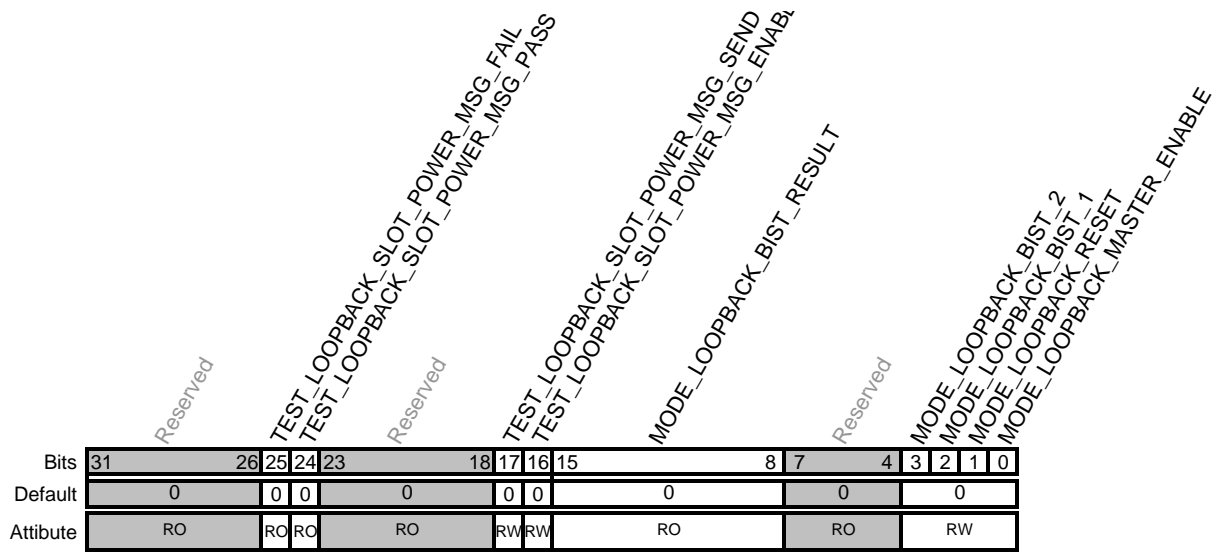 Reserved
TEST_LOOPBACK_SLOT_POWER_MSG_FAIL
TEST_LOOPBACK_SLOT_POWER_MSG_PASS
Reserved
TEST_LOOPBACK_SLOT_POWER_MSG_SEND
TEST_LOOPBACK_SLOT_POWER_MSG_ENABL
MODE_LOOPBACK_BIST_RESULT
Reserved
MODE_LOOPBACK_BIST_2
MODE_LOOPBACK_BIST_1
MODE_LOOPBACK_RESET
MODE_LOOPBACK_MASTER_ENABLE
Bits 31 26 25 24 23 18 17 16 15 8 7 4 3 2 1 0
Default 0 0 0 0 0 0 0 0 0
Attibute RO RO RO RO RW RW RO RO RW